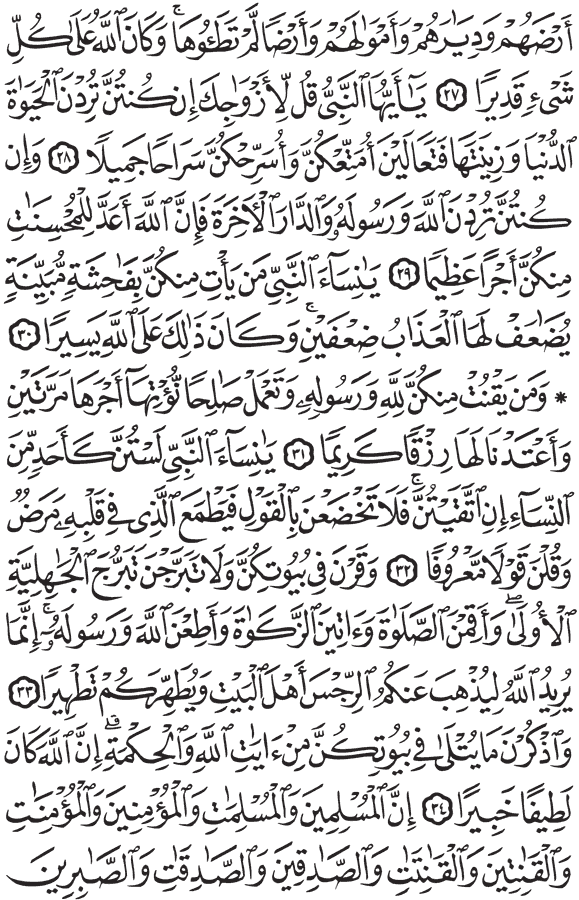 أَرْضَهُمْ وَدِيَـٰرَهُمْ وَأَمْوَٰلَهُمْ وَأَرْضًا لَّمْ تَطَـُٔوهَا ۚ وَكَانَ ٱللَّهُ عَلَىٰ كُلِّ
شَىْءٍ قَدِيرًا ٢٧ يَـٰٓأَيُّهَا ٱلنَّبِىُّ قُل لِّأَزْوَٰجِكَ إِن كُنتُنَّ تُرِدْنَ ٱلْحَيَوٰةَ
ٱلدُّنْيَا وَزِينَتَهَا فَتَعَالَيْنَ أُمَتِّعْكُنَّ وَأُسَرِّحْكُنَّ سَرَاحًا جَمِيلًا ٢٨ وَإِن
كُنتُنَّ تُرِدْنَ ٱللَّهَ وَرَسُولَهُۥ وَٱلدَّارَ ٱلْـَٔاخِرَةَ فَإِنَّ ٱللَّهَ أَعَدَّ لِلْمُحْسِنَـٰتِ
مِنكُنَّ أَجْرًا عَظِيمًا ٢٩ يَـٰنِسَآءَ ٱلنَّبِىِّ مَن يَأْتِ مِنكُنَّ بِفَـٰحِشَةٍ مُّبَيِّنَةٍ
يُضَـٰعَفْ لَهَا ٱلْعَذَابُ ضِعْفَيْنِ ۚ وَكَانَ ذَٰلِكَ عَلَى ٱللَّهِ يَسِيرًا ٣٠
* وَمَن يَقْنُتْ مِنكُنَّ لِلَّهِ وَرَسُولِهِۦ وَتَعْمَلْ صَـٰلِحًا نُّؤْتِهَآ أَجْرَهَا مَرَّتَيْنِ
وَأَعْتَدْنَا لَهَا رِزْقًا كَرِيمًا ٣١ يَـٰنِسَآءَ ٱلنَّبِىِّ لَسْتُنَّ كَأَحَدٍ مِّنَ
ٱلنِّسَآءِ إِنِ ٱتَّقَيْتُنَّ ۚ فَلَا تَخْضَعْنَ بِٱلْقَوْلِ فَيَطْمَعَ ٱلَّذِى فِى قَلْبِهِۦ مَرَضٌ
وَقُلْنَ قَوْلًا مَّعْرُوفًا ٣٢ وَقَرْنَ فِى بُيُوتِكُنَّ وَلَا تَبَرَّجْنَ تَبَرُّجَ ٱلْجَـٰهِلِيَّةِ
ٱلْأُولَىٰ ۖ وَأَقِمْنَ ٱلصَّلَوٰةَ وَءَاتِينَ ٱلزَّكَوٰةَ وَأَطِعْنَ ٱللَّهَ وَرَسُولَهُۥٓ ۚ إِنَّمَا
يُرِيدُ ٱللَّهُ لِيُذْهِبَ عَنكُمُ ٱلرِّجْسَ أَهْلَ ٱلْبَيْتِ وَيُطَهِّرَكُمْ تَطْهِيرًا ٣٣
وَٱذْكُرْنَ مَا يُتْلَىٰ فِى بُيُوتِكُنَّ مِنْ ءَايَـٰتِ ٱللَّهِ وَٱلْحِكْمَةِ ۚ إِنَّ ٱللَّهَ كَانَ
لَطِيفًا خَبِيرًا ٣٤ إِنَّ ٱلْمُسْلِمِينَ وَٱلْمُسْلِمَـٰتِ وَٱلْمُؤْمِنِينَ وَٱلْمُؤْمِنَـٰتِ
وَٱلْقَـٰنِتِينَ وَٱلْقَـٰنِتَـٰتِ وَٱلصَّـٰدِقِينَ وَٱلصَّـٰدِقَـٰتِ وَٱلصَّـٰبِرِينَ